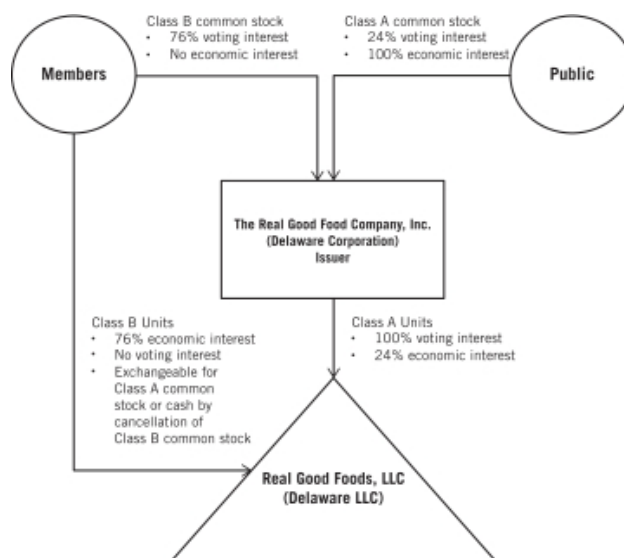 Class B common stock
• 76% voting interest
• No economic interest
Class A common stock
• 24% voting interest
• 100% economic interest
Members
Public
The Real Good Food Company, Inc.
(Delaware Corporation)
Issuer
Class B Units
• 76% economic interest
• No voting interest
• Exchangeable for
Class A common
stock or cash by
cancellation of
Class B common stock
Class A Units
• 100% voting interest
• 24% economic interest
Real Good Foods, LLC
(Delaware LLC)